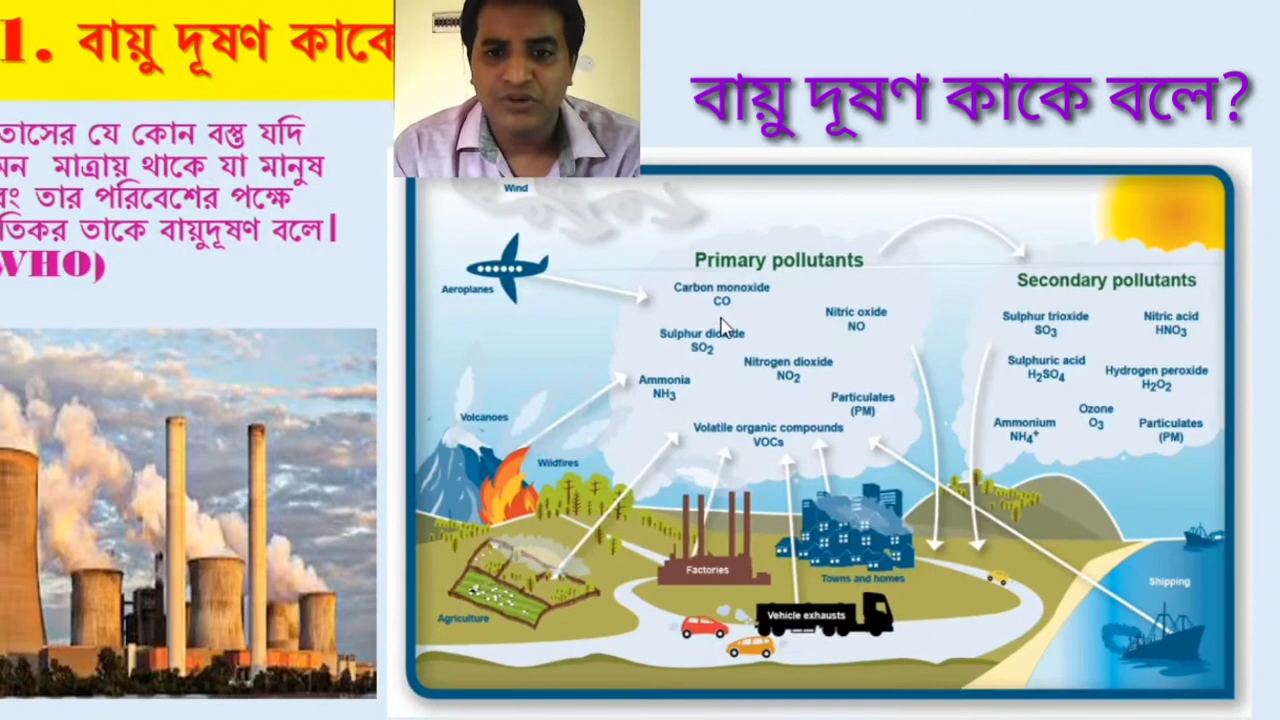 1. বায়ু দূষণ কাকে
বায়ু দূষণ কাকে বলে?
তাসের যে কোন বস্তু যদি
মন মাত্রায় থাকে যা মানুষ
বং তার পরিবেশের পক্ষে
তিকর তাকে বায়ুদূষণ বলে।
WHO)
Wind
Aeroplanes
Primary pollutants
Carbon monoxide
CO
Sulphur dioxide
SO2
Nitric oxide
NO
Nitrogen dioxide
NO2
Ammonia
NH3
Particulates
(PM)
Volatile organic compounds
VOCs
Secondary pollutants
Sulphur trioxide
SO3
Nitric acid
HNO3
Sulphuric acid
H2SO4
Hydrogen peroxide
H2O2
Ammonium
NH4+
Ozone
O3
Particulates
(PM)
Volcanoes
Wildfires
Agriculture
Factories
Towns and homes
Vehicle exhausts
Shipping